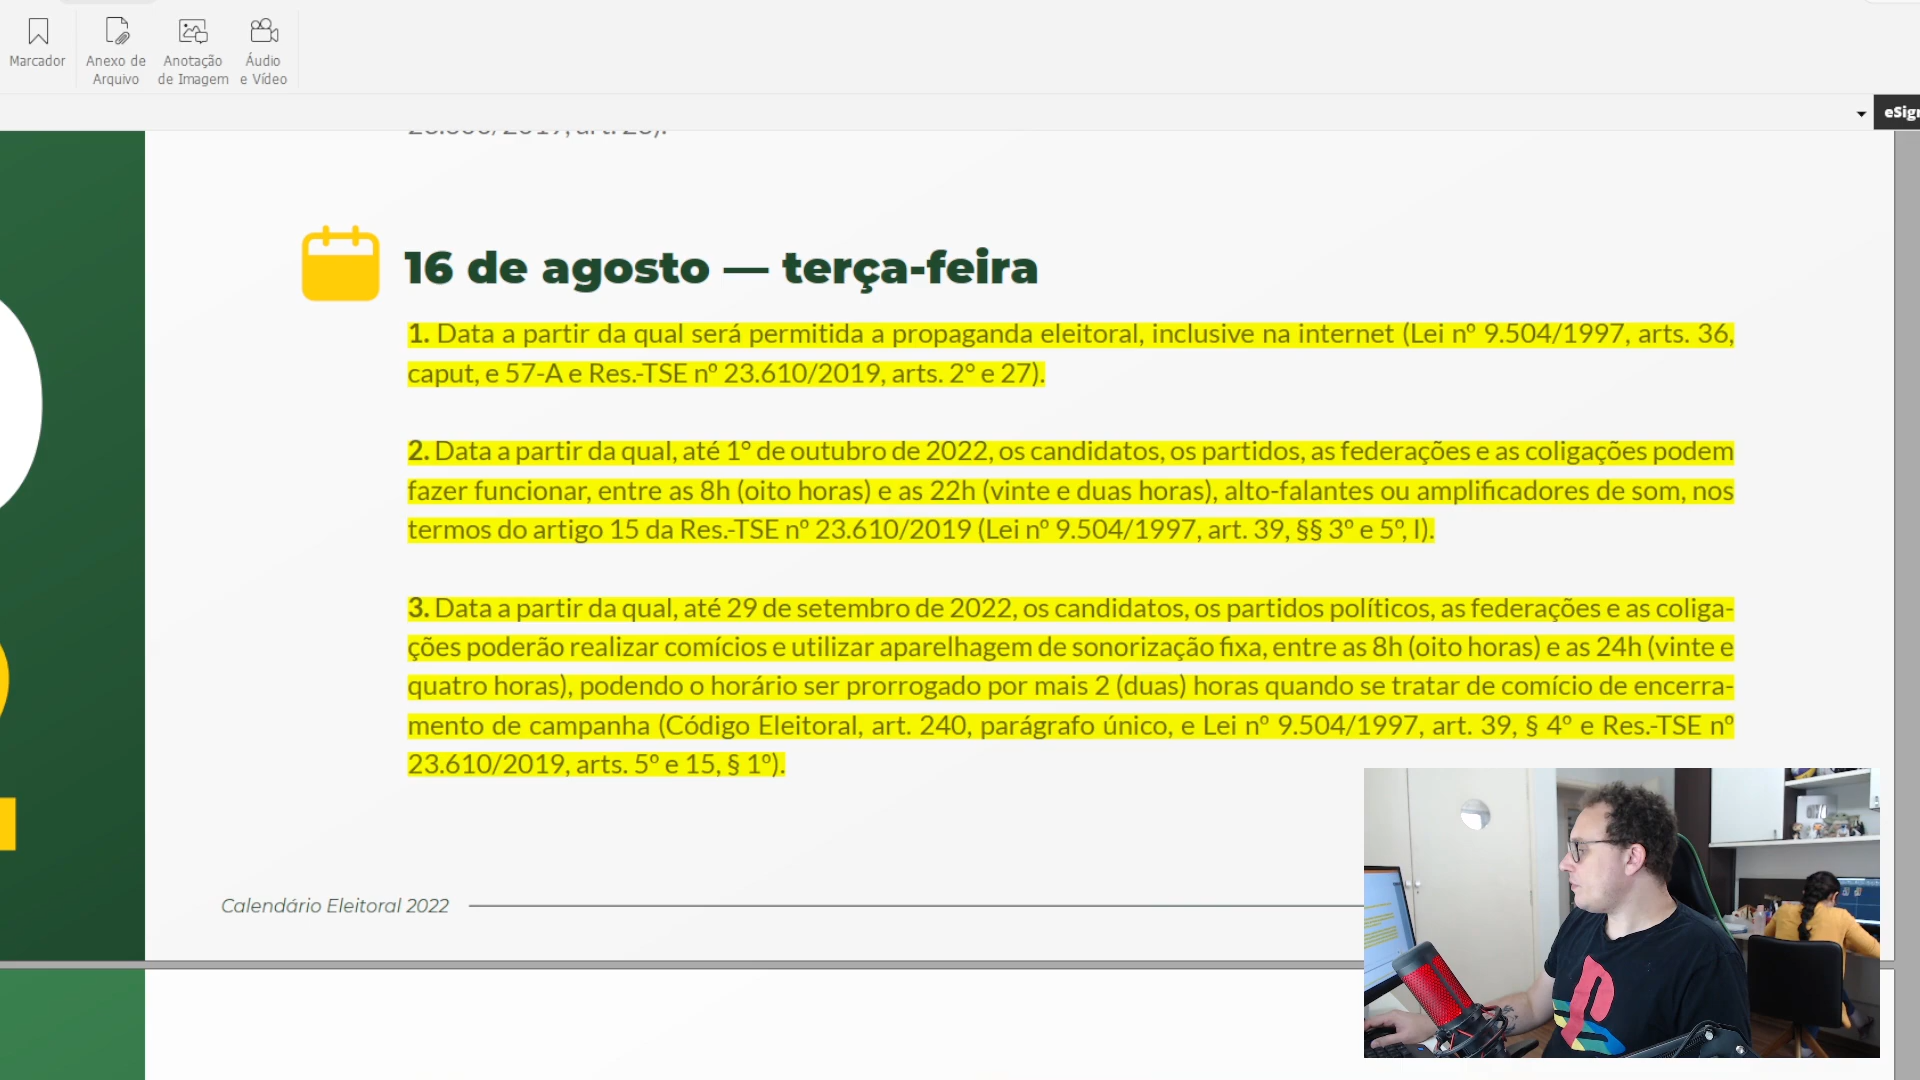 Marcador
Anexo de
Arquivo
Anotação
de Imagem
Áudio
e Vídeo
16 de agosto — terça-feira
1. Data a partir da qual será permitida a propaganda eleitoral, inclusive na internet (Lei nº 9.504/1997, arts. 36,
caput, e 57-A e Res.-TSE nº 23.610/2019, arts. 2° e 27).
2. Data a partir da qual, até 1° de outubro de 2022, os candidatos, os partidos, as federações e as coligações podem
fazer funcionar, entre as 8h (oito horas) e as 22h (vinte e duas horas), alto-falantes ou amplificadores de som, nos
termos do artigo 15 da Res.-TSE nº 23.610/2019 (Lei nº 9.504/1997, art. 39, §§ 3º e 5º, I).
3. Data a partir da qual, até 29 de setembro de 2022, os candidatos, os partidos políticos, as federações e as coliga-
ções poderão realizar comícios e utilizar aparelhagem de sonorização fixa, entre as 8h (oito horas) e as 24h (vinte e
quatro horas), podendo o horário ser prorrogado por mais 2 (duas) horas quando se tratar de comício de encerra-
mento de campanha (Código Eleitoral, art. 240, parágrafo único, e Lei nº 9.504/1997, art. 39, § 4º e Res.-TSE nº
23.610/2019, arts. 5º e 15, § 1º).
Calendário Eleitoral 2022